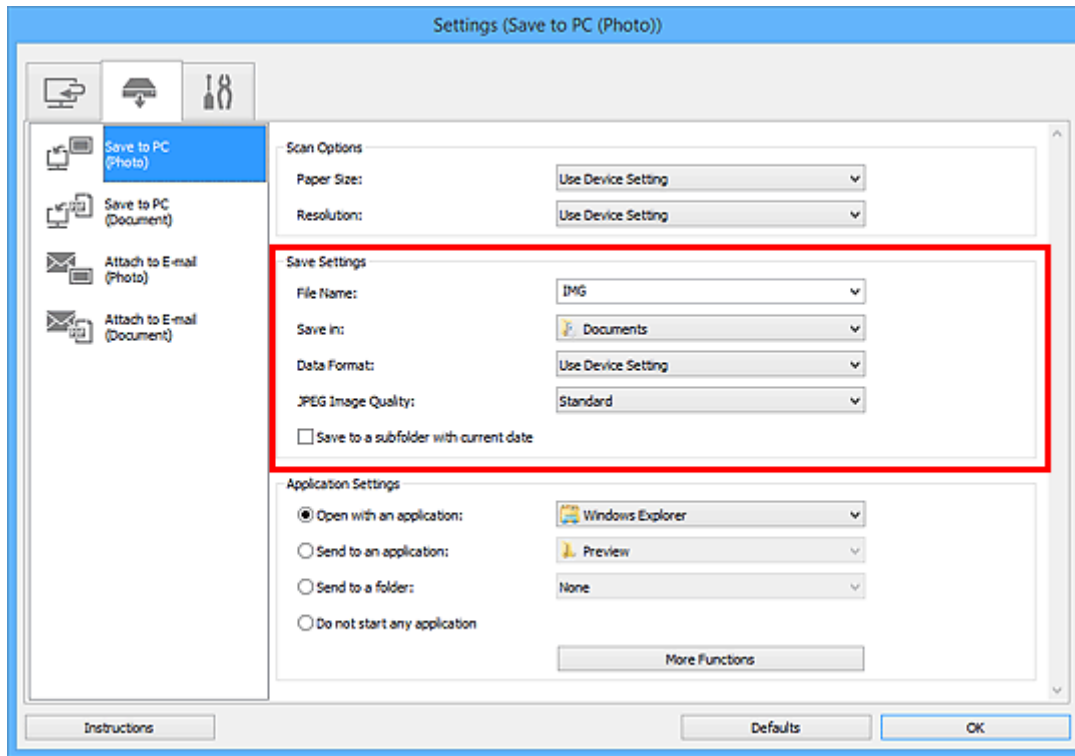 Settings (Save to PC (Photo))
Save to PC
(Photo)
Save to PC
(Document)
Attach to E-mail
(Photo)
Attach to E-mail
(Document)
Scan Options
Paper Size: Use Device Setting
Resolution: Use Device Setting
Save Settings
File Name: IMG
Save in: Documents
Data Format: Use Device Setting
JPEG Image Quality: Standard
Save to a subfolder with current date
Application Settings
Open with an application: Windows Explorer
Send to an application: Preview
Send to a folder: None
Do not start any application
More Functions
Instructions Defaults OK